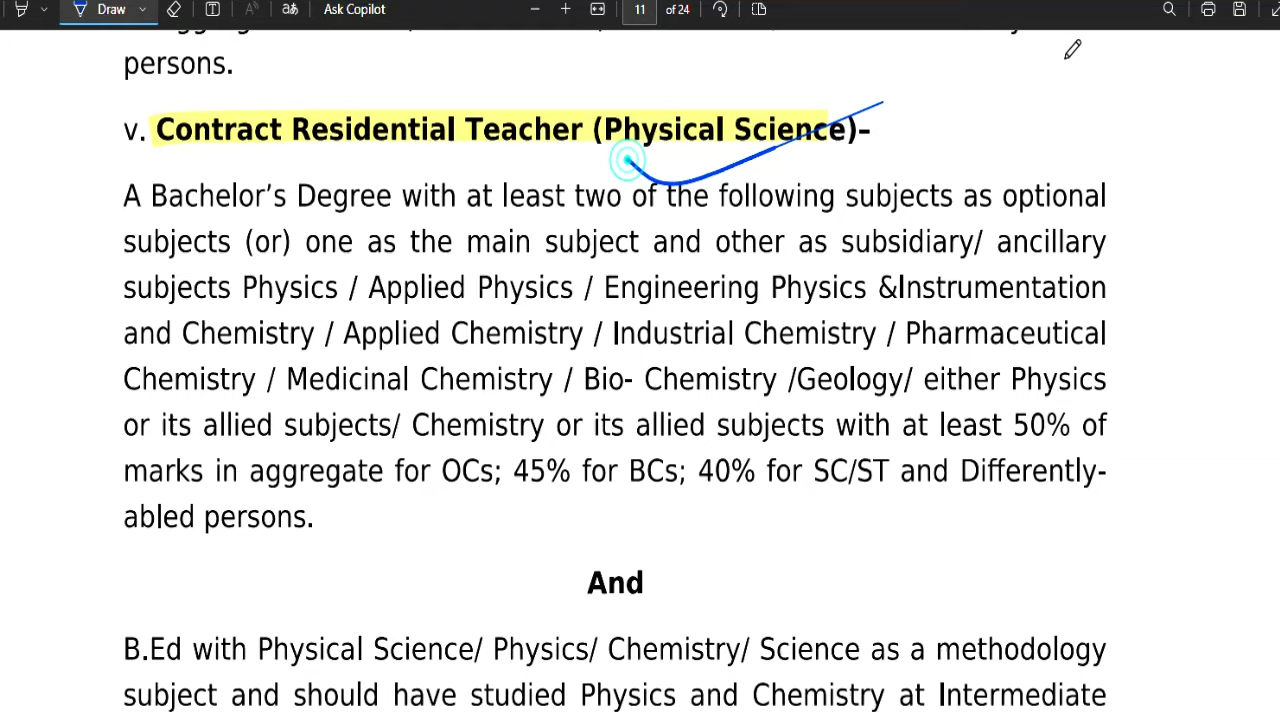 Draw
Ask Copilot
11 of 24
persons.
v. Contract Residential Teacher (Physical Science)–
A Bachelor’s Degree with at least two of the following subjects as optional
subjects (or) one as the main subject and other as subsidiary/ ancillary
subjects Physics / Applied Physics / Engineering Physics &Instrumentation
and Chemistry / Applied Chemistry / Industrial Chemistry / Pharmaceutical
Chemistry / Medicinal Chemistry / Bio- Chemistry /Geology/ either Physics
or its allied subjects/ Chemistry or its allied subjects with at least 50% of
marks in aggregate for OCs; 45% for BCs; 40% for SC/ST and Differently-
abled persons.
And
B.Ed with Physical Science/ Physics/ Chemistry/ Science as a methodology
subject and should have studied Physics and Chemistry at Intermediate